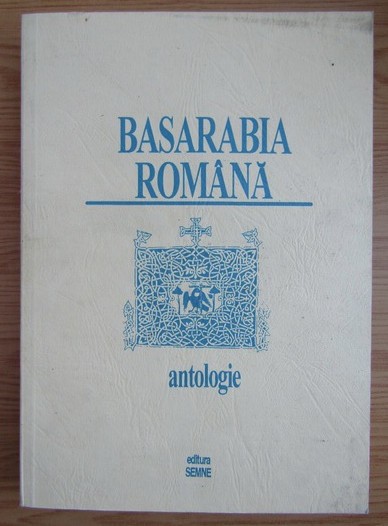 BASARABIA
ROMÂNĂ
antologie
editura
SEMNE